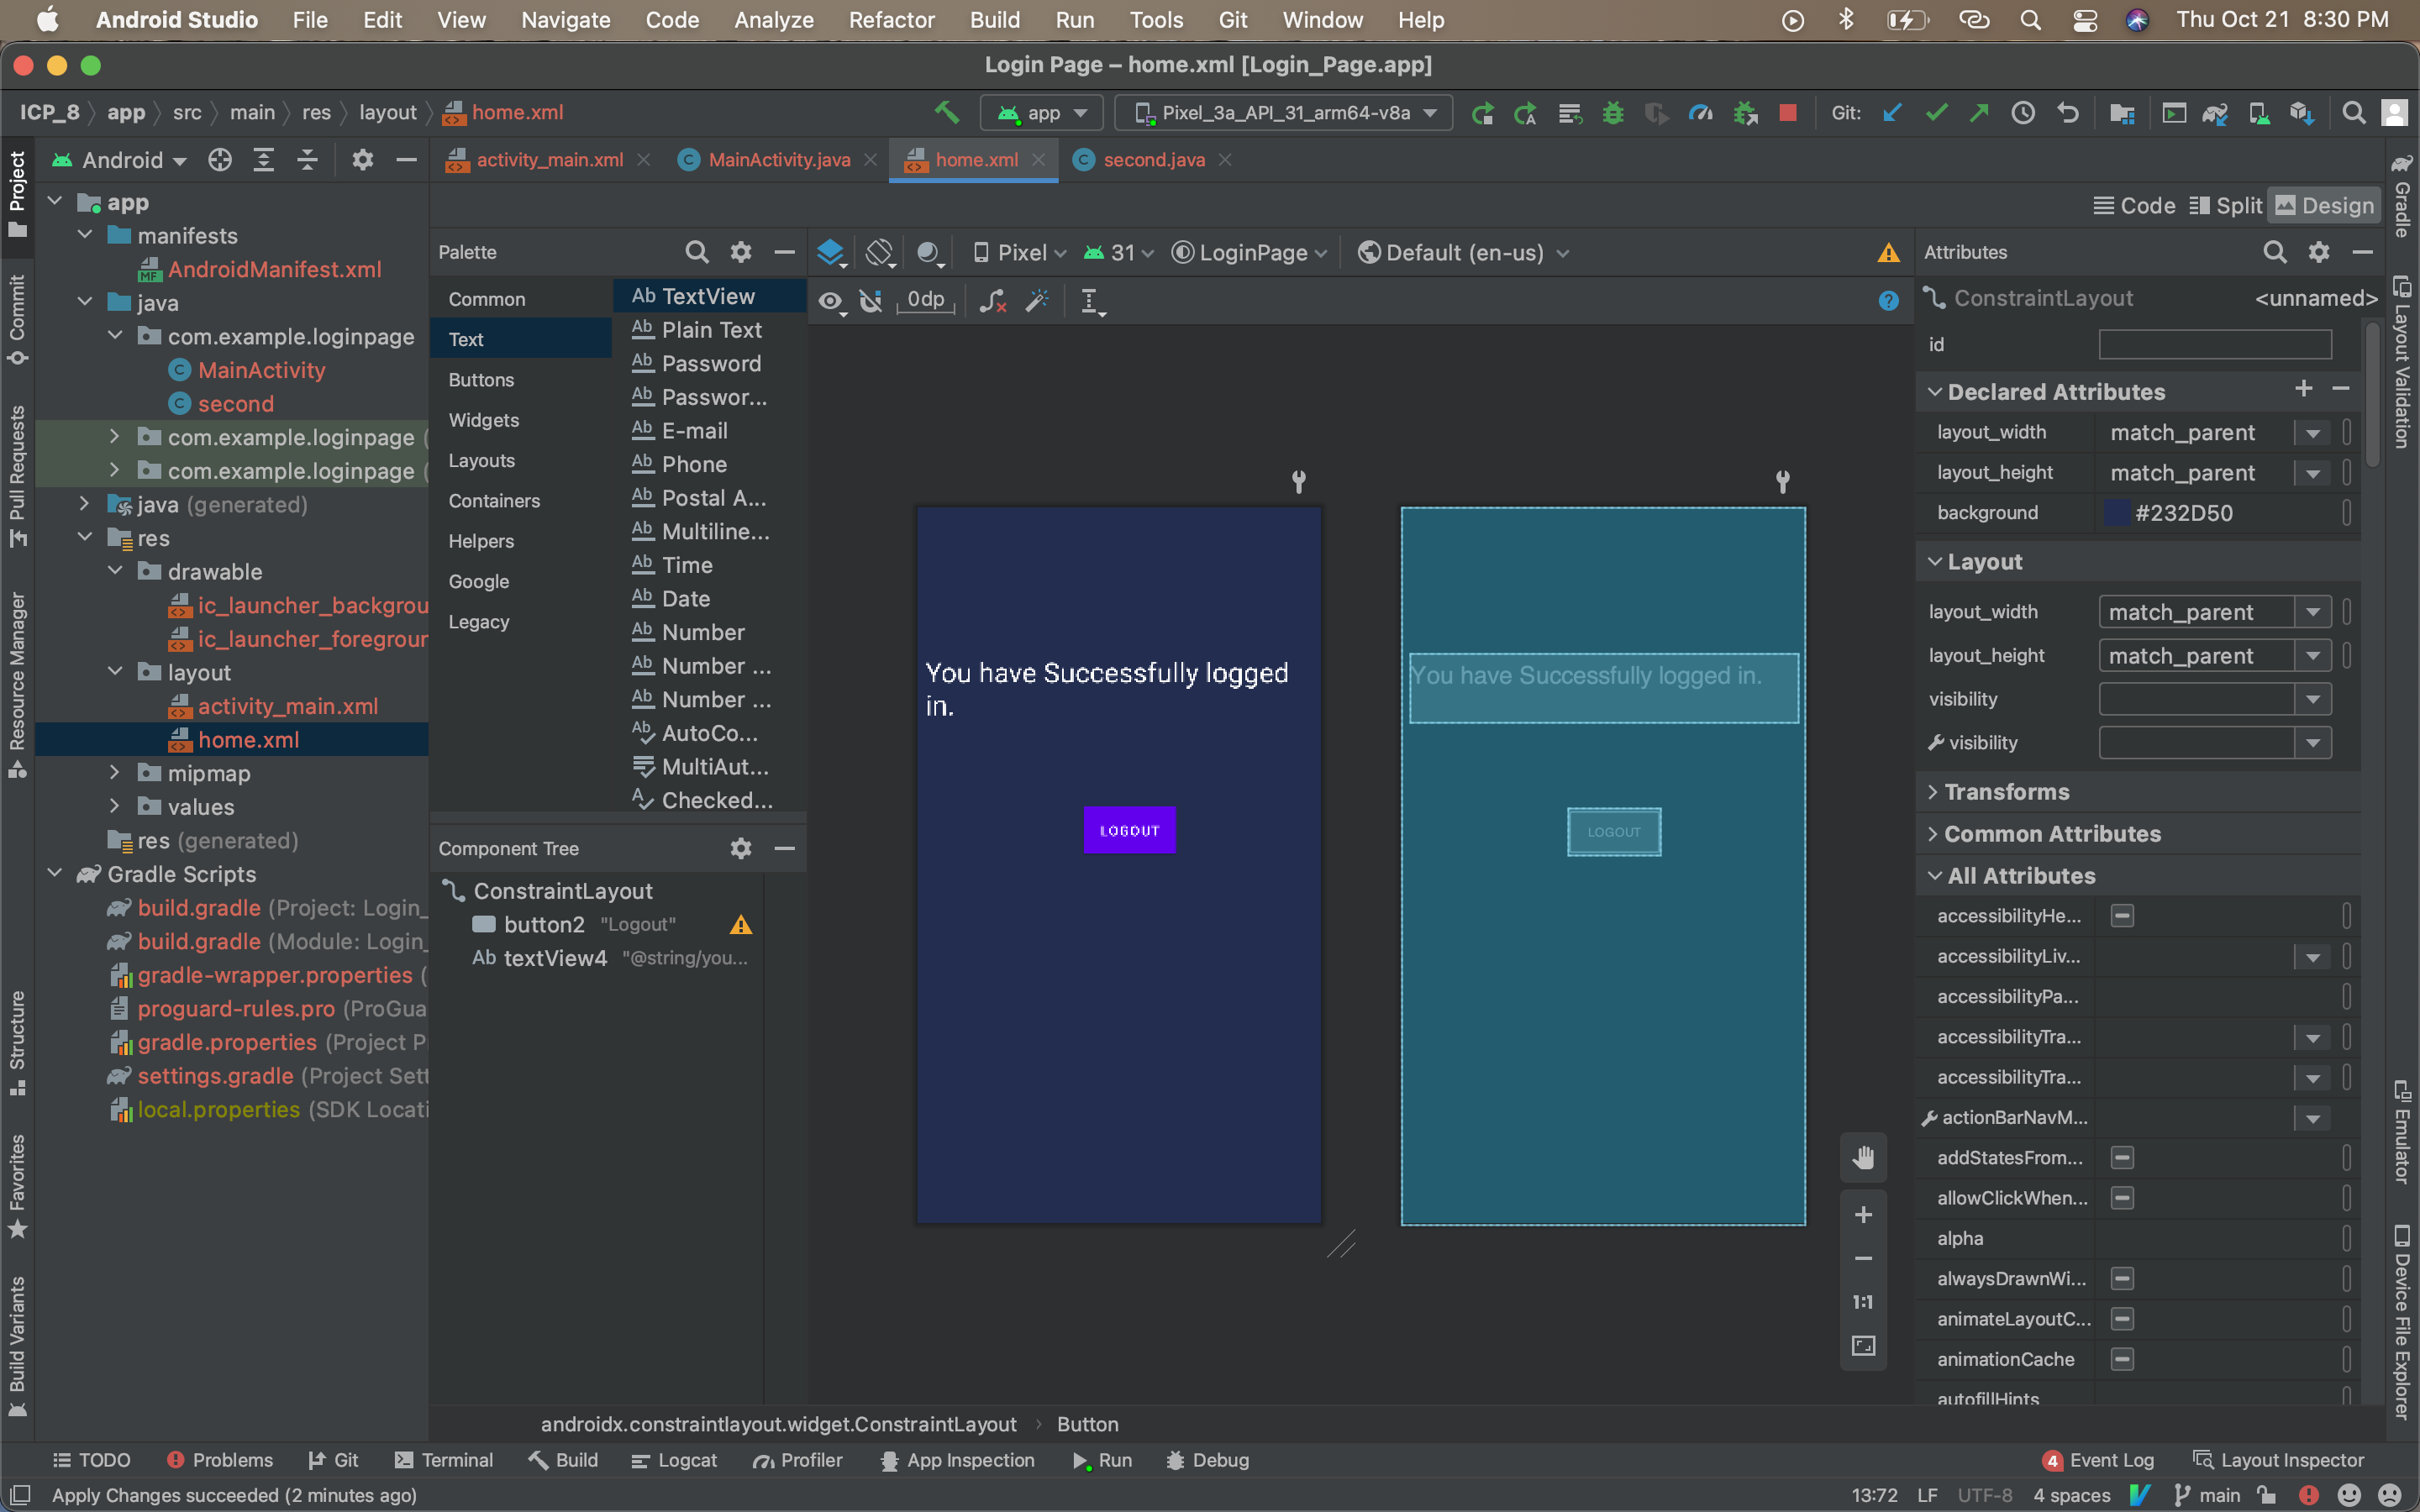 Android Studio File Edit View Navigate Code Analyze Refactor Build Run Tools Git Window Help Thu Oct 21 8:30 PM
Login Page – home.xml [Login_Page.app]
ICP_8 app src main res layout home.xml app Pixel_3a_API_31_arm64-v8a Git:
Android activity_main.xml MainActivity.java home.xml second.java
Code Split Design
Project
Commit
Pull Requests
Resource Manager
Structure
Favorites
Build Variants
app
manifests
AndroidManifest.xml
java
com.example.loginpage
MainActivity
second
com.example.loginpage (
com.example.loginpage (
java (generated)
res
drawable
ic_launcher_backgrou
ic_launcher_foregrour
layout
activity_main.xml
home.xml
mipmap
values
res (generated)
Gradle Scripts
build.gradle (Project: Login_
build.gradle (Module: Login_
gradle-wrapper.properties (
proguard-rules.pro (ProGua
gradle.properties (Project P
settings.gradle (Project Sett
local.properties (SDK Locati
Palette
Common
Text
Buttons
Widgets
Layouts
Containers
Helpers
Google
Legacy
Ab TextView
Ab Plain Text
Ab Password
Ab Passwor...
Ab E-mail
Ab Phone
Ab Postal A...
Ab Multiline...
Ab Time
Ab Date
Ab Number
Ab Number ...
Ab Number ...
Ab AutoCo...
MultiAut...
A Checked...
Component Tree
ConstraintLayout
button2 "Logout"
Ab textView4 "@string/you...
Pixel 31 LoginPage Default (en-us)
0dp
You have Successfully logged
in.
LOGOUT
You have Successfully logged in.
LOGOUT
1:1
Attributes
ConstraintLayout <unnamed>
id
Declared Attributes
layout_width match_parent
layout_height match_parent
background #232D50
Layout
layout_width match_parent
layout_height match_parent
visibility
visibility
Transforms
Common Attributes
All Attributes
accessibilityHe...
accessibilityLiv...
accessibilityPa...
accessibilityTra...
accessibilityTra...
actionBarNavM...
addStatesFrom...
allowClickWhen...
alpha
alwaysDrawnWi...
animateLayoutC...
animationCache
autofillHints
Gradle
Layout Validation
Emulator
Device File Explorer
androidx.constraintlayout.widget.ConstraintLayout Button
TODO Problems Git Terminal Build Logcat Profiler App Inspection Run Debug 4 Event Log Layout Inspector
Apply Changes succeeded (2 minutes ago) 13:72 LF UTF-8 4 spaces main